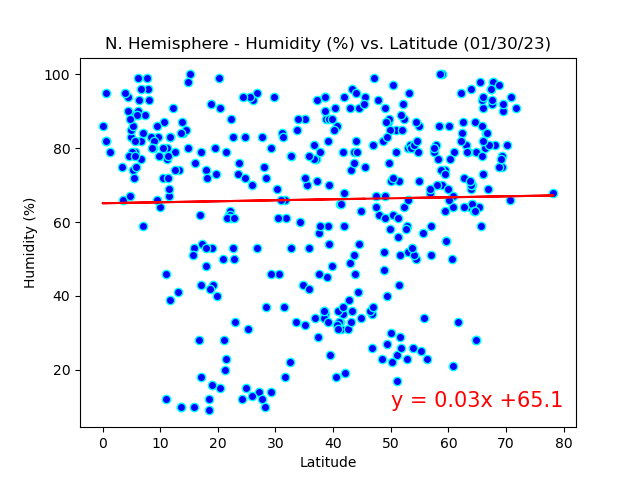 N. Hemisphere - Humidity (%) vs. Latitude (01/30/23)
100
80
60
40
20
Humidity (%)
y = 0.03x +65.1
0 10 20 30 40 50 60 70 80
Latitude